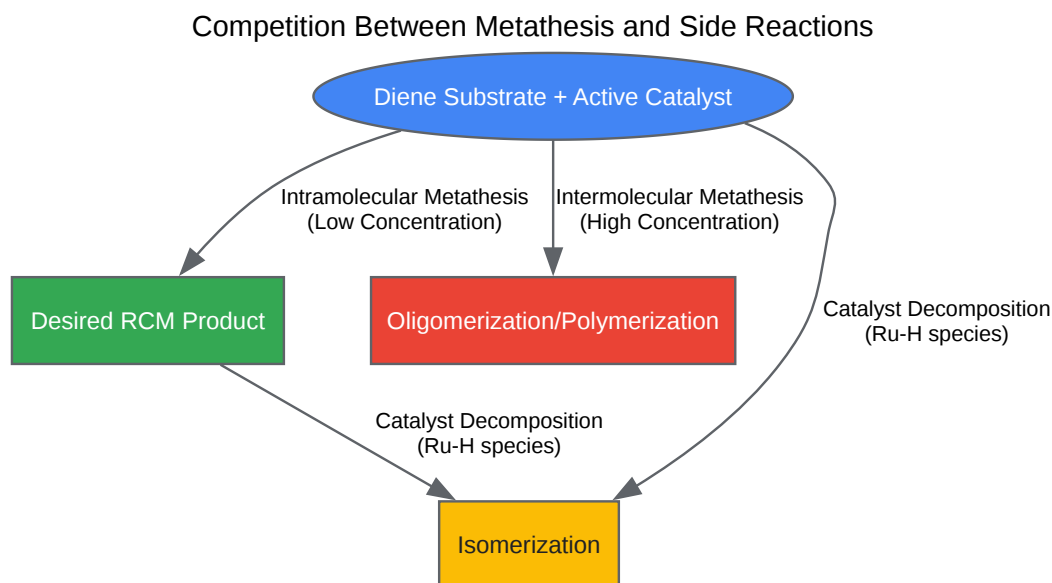 Competition Between Metathesis and Side Reactions
Diene Substrate + Active Catalyst
Intramolecular Metathesis
(Low Concentration)
Intermolecular Metathesis
(High Concentration)
Desired RCM Product
Oligomerization/Polymerization
Catalyst Decomposition
(Ru-H species)
Catalyst Decomposition
(Ru-H species)
Isomerization